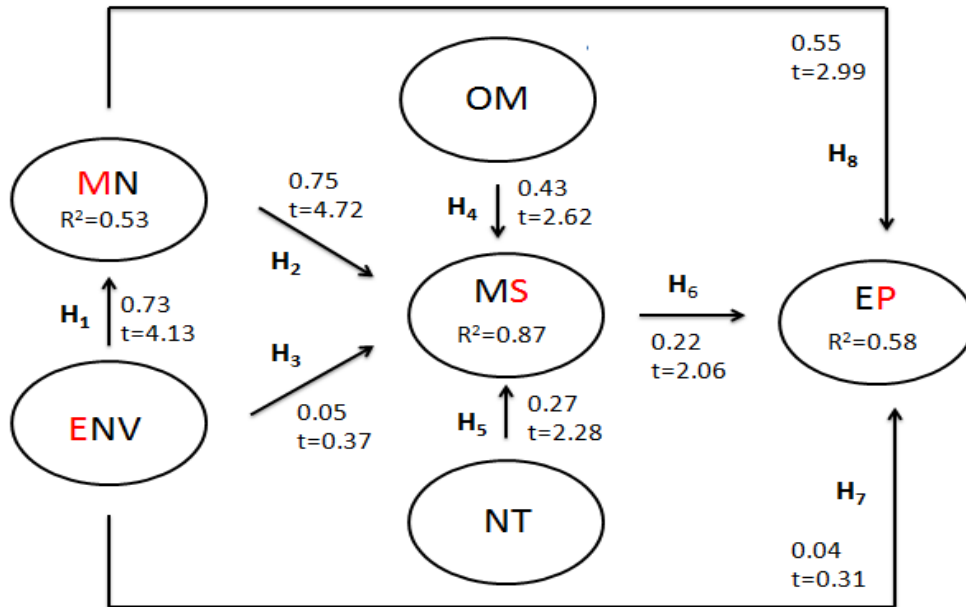 0.55
t=2.99
OM
H₈
MN
R²=0.53
0.75
t=4.72
H₄
0.43
t=2.62
H₂
MS
R²=0.87
H₆
EP
R²=0.58
H₁
0.73
t=4.13
H₃
0.22
t=2.06
ENV
0.05
t=0.37
H₅
0.27
t=2.28
NT
H₇
0.04
t=0.31